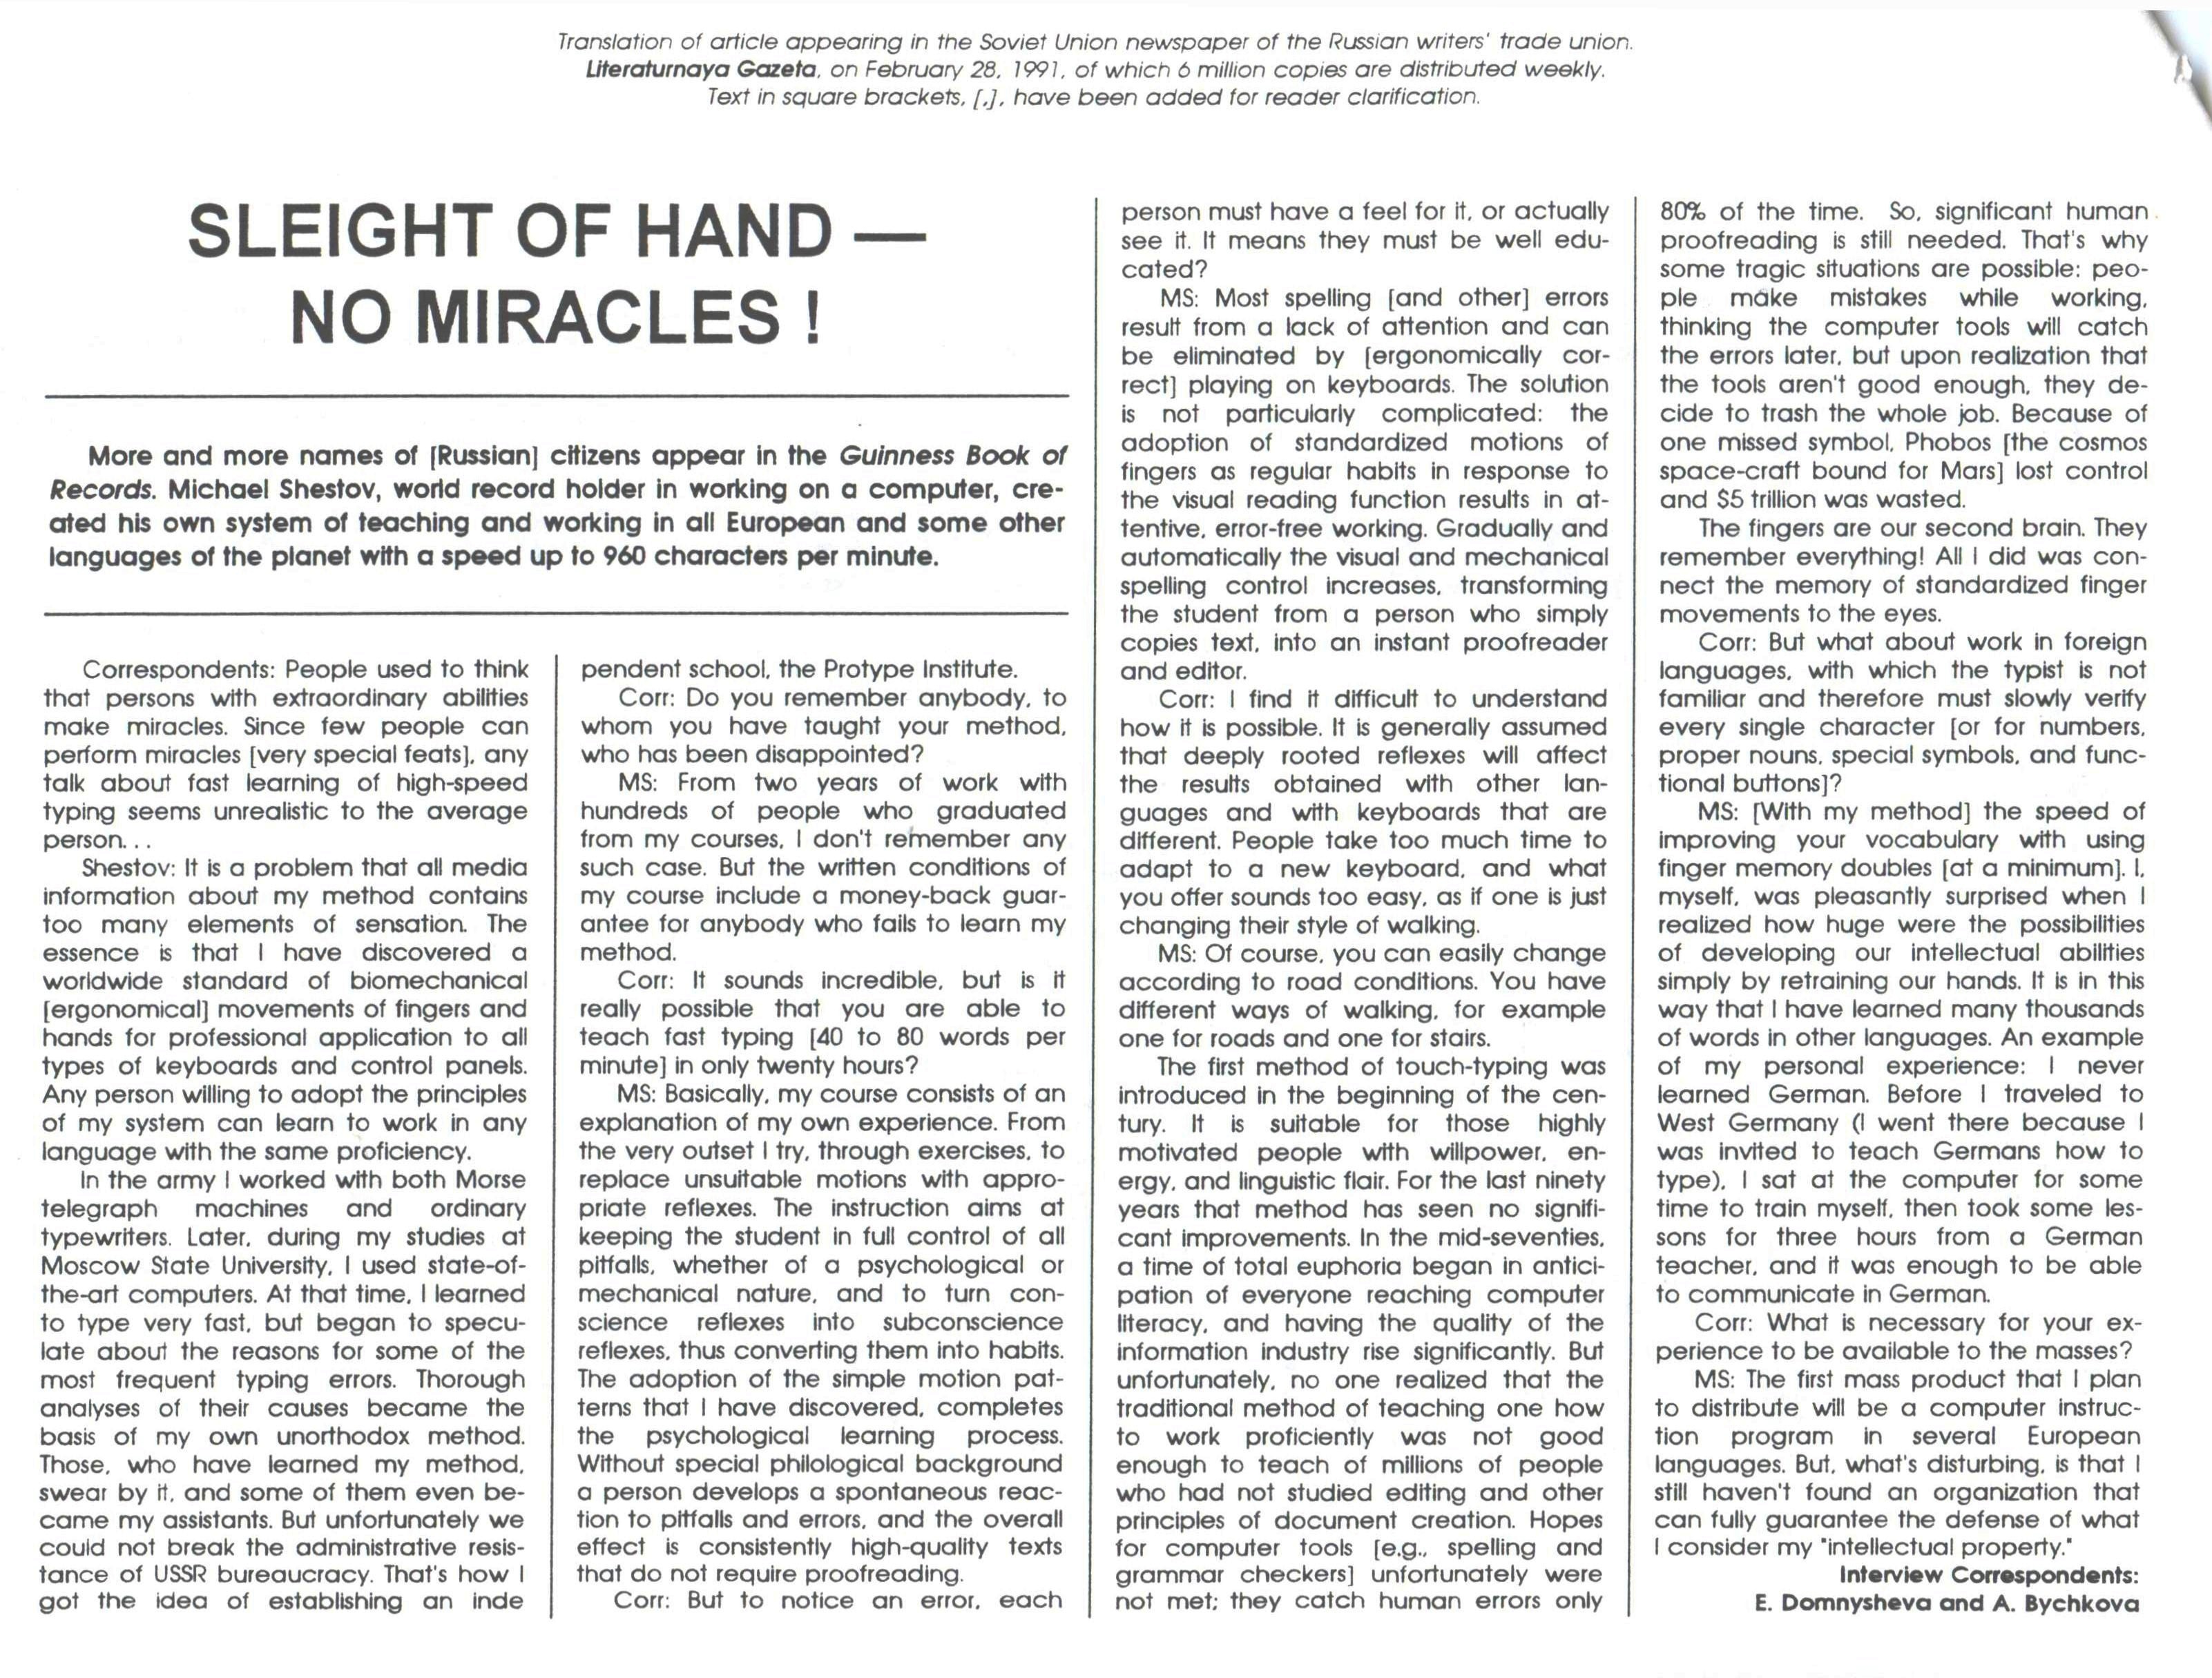 Translation of article appearing in the Soviet Union newspaper of the Russian writers' trade union.
Literaturnaya Gazeta, on February 28, 1991, of which 6 million copies are distributed weekly.
Text in square brackets, [,], have been added for reader clarification.
SLEIGHT OF HAND —
NO MIRACLES !
More and more names of [Russian] citizens appear in the Guinness Book of
Records. Michael Shestov, world record holder in working on a computer, cre-
ated his own system of teaching and working in all European and some other
languages of the planet with a speed up to 960 characters per minute.
Correspondents: People used to think
that persons with extraordinary abilities
make miracles. Since few people can
perform miracles [very special feats], any
talk about fast learning of high-speed
typing seems unrealistic to the average
person...
Shestov: It is a problem that all media
information about my method contains
too many elements of sensation. The
essence is that I have discovered a
worldwide standard of biomechanical
[ergonomical] movements of fingers and
hands for professional application to all
types of keyboards and control panels.
Any person willing to adopt the principles
of my system can learn to work in any
language with the same proficiency.
In the army I worked with both Morse
telegraph machines and ordinary
typewriters. Later, during my studies at
Moscow State University, I used state-of-
the-art computers. At that time, I learned
to type very fast, but began to specu-
late about the reasons for some of the
most frequent typing errors. Thorough
analyses of their causes became the
basis of my own unorthodox method.
Those, who have learned my method,
swear by it, and some of them even be-
came my assistants. But unfortunately we
could not break the administrative resis-
tance of USSR bureaucracy. That's how I
got the idea of establishing an inde
pendent school, the Protype Institute.
Corr: Do you remember anybody, to
whom you have taught your method,
who has been disappointed?
MS: From two years of work with
hundreds of people who graduated
from my courses, I don't remember any
such case. But the written conditions of
my course include a money-back guar-
antee for anybody who fails to learn my
method.
Corr: It sounds incredible, but is it
really possible that you are able to
teach fast typing [40 to 80 words per
minute] in only twenty hours?
MS: Basically, my course consists of an
explanation of my own experience. From
the very outset I try, through exercises, to
replace unsuitable motions with appro-
priate reflexes. The instruction aims at
keeping the student in full control of all
pitfalls, whether of a psychological or
mechanical nature, and to turn con-
science reflexes into subconscience
reflexes, thus converting them into habits.
The adoption of the simple motion pat-
terns that I have discovered, completes
the psychological learning process.
Without special philological background
a person develops a spontaneous reac-
tion to pitfalls and errors, and the overall
effect is consistently high-quality texts
that do not require proofreading.
Corr: But to notice an error, each
person must have a feel for it, or actually
see it. It means they must be well edu-
cated?
MS: Most spelling [and other] errors
result from a lack of attention and can
be eliminated by [ergonomically cor-
rect] playing on keyboards. The solution
is not particularly complicated: the
adoption of standardized motions of
fingers as regular habits in response to
the visual reading function results in at-
tentive, error-free working. Gradually and
automatically the visual and mechanical
spelling control increases, transforming
the student from a person who simply
copies text, into an instant proofreader
and editor.
Corr: I find it difficult to understand
how it is possible. It is generally assumed
that deeply rooted reflexes will affect
the results obtained with other lan-
guages and with keyboards that are
different. People take too much time to
adapt to a new keyboard, and what
you offer sounds too easy, as if one is just
changing their style of walking.
MS: Of course, you can easily change
according to road conditions. You have
different ways of walking, for example
one for roads and one for stairs.
The first method of touch-typing was
introduced in the beginning of the cen-
tury. It is suitable for those highly
motivated people with willpower, en-
ergy, and linguistic flair. For the last ninety
years that method has seen no signifi-
cant improvements. In the mid-seventies,
a time of total euphoria began in antici-
pation of everyone reaching computer
literacy, and having the quality of the
information industry rise significantly. But
unfortunately, no one realized that the
traditional method of teaching one how
to work proficiently was not good
enough to teach of millions of people
who had not studied editing and other
principles of document creation. Hopes
for computer tools [e.g., spelling and
grammar checkers] unfortunately were
not met; they catch human errors only
80% of the time. So, significant human
proofreading is still needed. That's why
some tragic situations are possible: peo-
ple make mistakes while working,
thinking the computer tools will catch
the errors later, but upon realization that
the tools aren't good enough, they de-
cide to trash the whole job. Because of
one missed symbol, Phobos [the cosmos
space-craft bound for Mars] lost control
and $5 trillion was wasted.
The fingers are our second brain. They
remember everything! All I did was con-
nect the memory of standardized finger
movements to the eyes.
Corr: But what about work in foreign
languages, with which the typist is not
familiar and therefore must slowly verify
every single character [or for numbers,
proper nouns, special symbols, and func-
tional buttons]?
MS: [With my method] the speed of
improving your vocabulary with using
finger memory doubles [at a minimum]. I,
myself, was pleasantly surprised when I
realized how huge were the possibilities
of developing our intellectual abilities
simply by retraining our hands. It is in this
way that I have learned many thousands
of words in other languages. An example
of my personal experience: I never
learned German. Before I traveled to
West Germany (I went there because I
was invited to teach Germans how to
type), I sat at the computer for some
time to train myself, then took some les-
sons for three hours from a German
teacher, and it was enough to be able
to communicate in German.
Corr: What is necessary for your ex-
perience to be available to the masses?
MS: The first mass product that I plan
to distribute will be a computer instruc-
tion program in several European
languages. But, what's disturbing, is that I
still haven't found an organization that
can fully guarantee the defense of what
I consider my "intellectual property."
Interview Correspondents:
E. Domnysheva and A. Bychkova